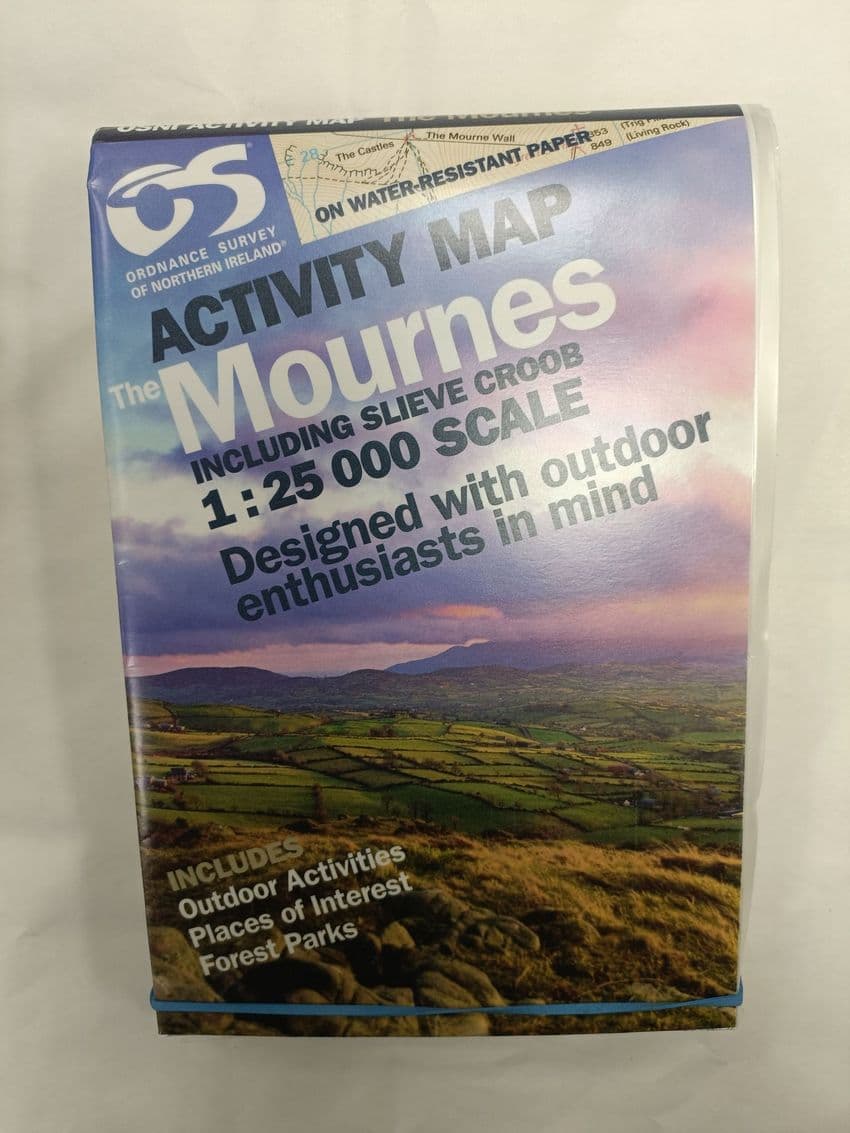 OSNI ACTIVITY MAP The Mournes
OS
ORDNANCE SURVEY
OF NORTHERN IRELAND®
28
The Castles
The Mourne Wall
853
849
(Living Rock)
ON WATER-RESISTANT PAPER
ACTIVITY MAP
The Mournes
INCLUDING SLIEVE CROOB
1:25 000 SCALE
Designed with outdoor
enthusiasts in mind
INCLUDES
Outdoor Activities
Places of Interest
Forest Parks